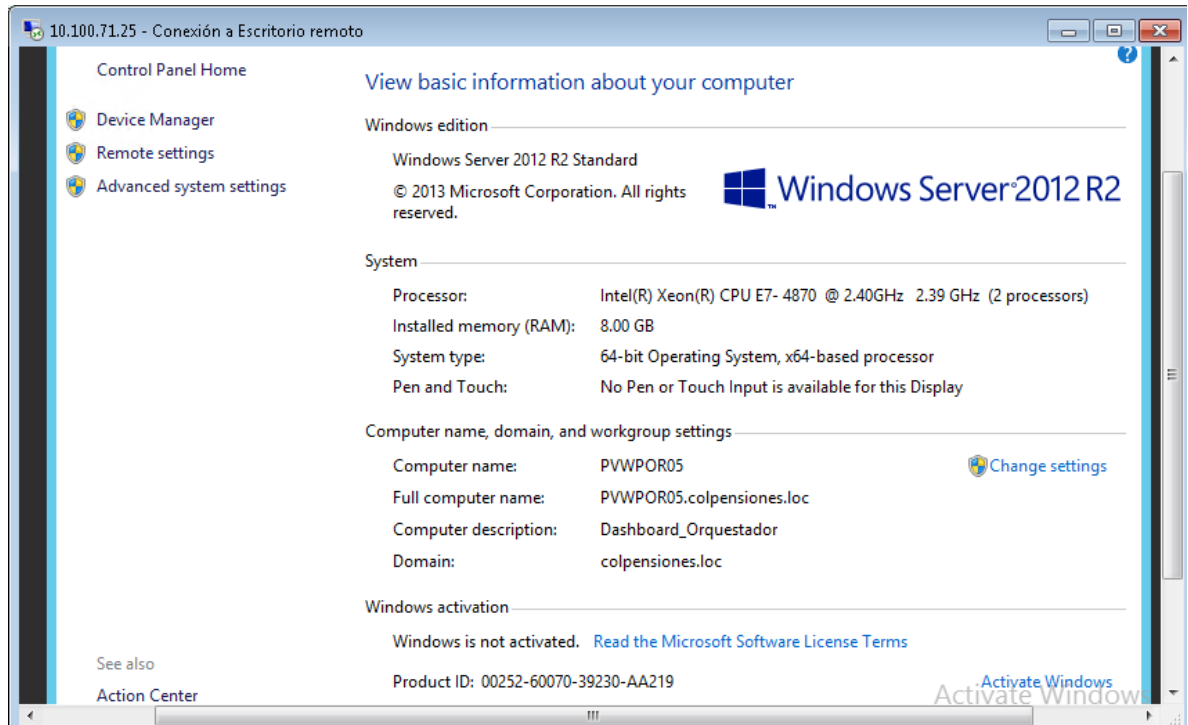 10.100.71.25 - Conexión a Escritorio remoto
Control Panel Home
Device Manager
Remote settings
Advanced system settings
See also
Action Center
View basic information about your computer
Windows edition
Windows Server 2012 R2 Standard
© 2013 Microsoft Corporation. All rights
reserved.
Windows Server 2012 R2
System
Processor: Intel(R) Xeon(R) CPU E7- 4870 @ 2.40GHz 2.39 GHz (2 processors)
Installed memory (RAM): 8.00 GB
System type: 64-bit Operating System, x64-based processor
Pen and Touch: No Pen or Touch Input is available for this Display
Computer name, domain, and workgroup settings
Computer name: PVWPOR05 Change settings
Full computer name: PVWPOR05.colpensiones.loc
Computer description: Dashboard_Orquestador
Domain: colpensiones.loc
Windows activation
Windows is not activated. Read the Microsoft Software License Terms
Product ID: 00252-60070-39230-AA219 Activate Windows
Activate Windows